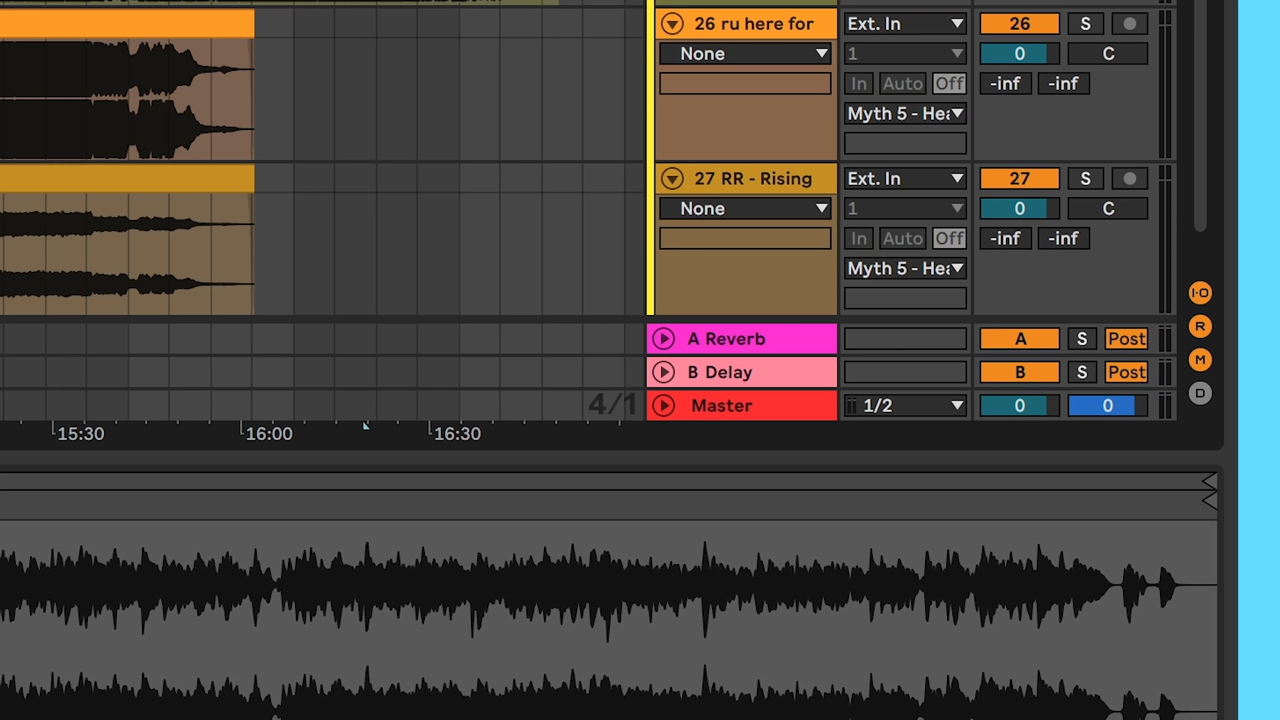 26 ru here for Ext. In 26 S
None 1 0 C
In Auto Off -inf -inf
Myth 5 - Hea
27 RR - Rising Ext. In 27 S
None 1 0 C
In Auto Off -inf -inf
Myth 5 - Hea
I·O
A Reverb A S Post
R
B Delay B S Post
M
D
4/1 Master 1/2 0 0
15:30 16:00 16:30